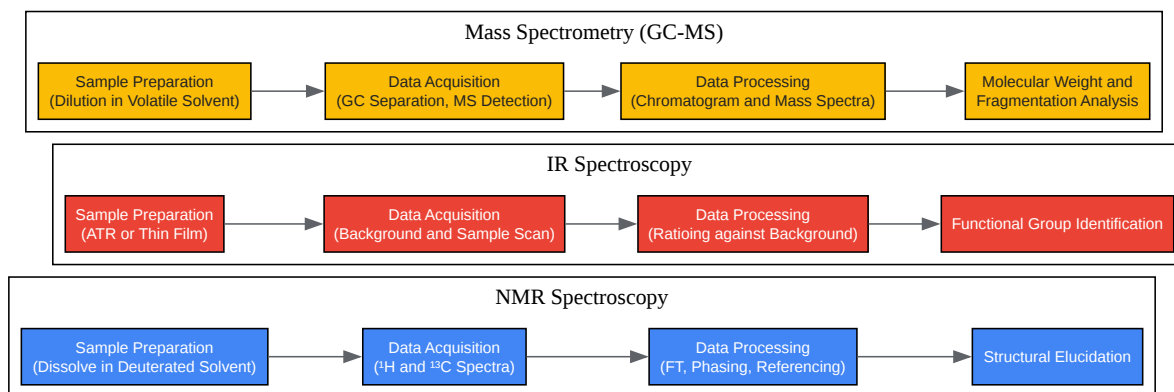 Mass Spectrometry (GC-MS)
Sample Preparation
(Dilution in Volatile Solvent)
Data Acquisition
(GC Separation, MS Detection)
Data Processing
(Chromatogram and Mass Spectra)
Molecular Weight and
Fragmentation Analysis
IR Spectroscopy
Sample Preparation
(ATR or Thin Film)
Data Acquisition
(Background and Sample Scan)
Data Processing
(Ratioing against Background)
Functional Group Identification
NMR Spectroscopy
Sample Preparation
(Dissolve in Deuterated Solvent)
Data Acquisition
(¹H and ¹³C Spectra)
Data Processing
(FT, Phasing, Referencing)
Structural Elucidation